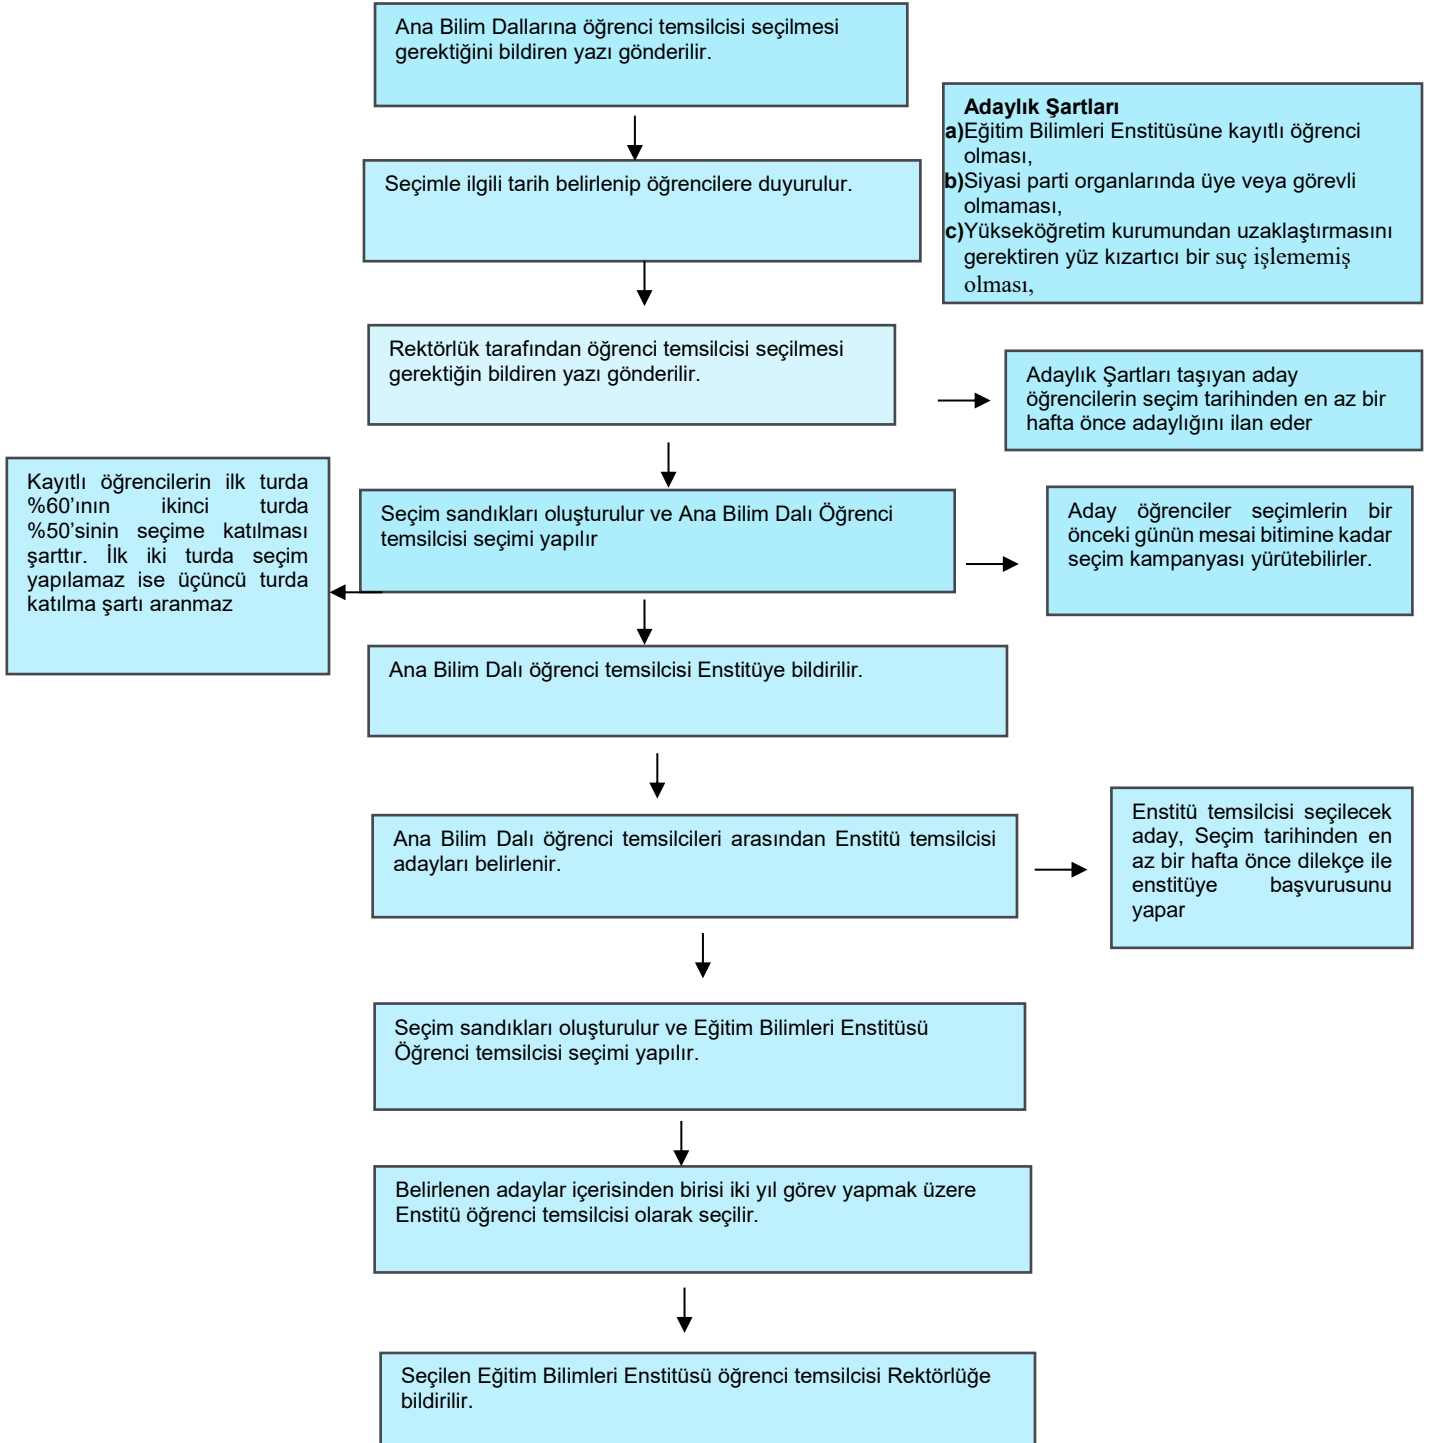 Ana Bilim Dallarına öğrenci temsilcisi seçilmesi
gerektiğini bildiren yazı gönderilir.
Adaylık Şartları
a)Eğitim Bilimleri Enstitüsüne kayıtlı öğrenci
olması,
b)Siyasi parti organlarında üye veya görevli
olmaması,
c)Yükseköğretim kurumundan uzaklaştırmasını
gerektiren yüz kızartıcı bir suç işlememiş
olması,
Seçimle ilgili tarih belirlenip öğrencilere duyurulur.
Rektörlük tarafından öğrenci temsilcisi seçilmesi
gerektiğin bildiren yazı gönderilir.
Adaylık Şartları taşıyan aday
öğrencilerin seçim tarihinden en az bir
hafta önce adaylığını ilan eder
Kayıtlı öğrencilerin ilk turda
%60’ının ikinci turda
%50’sinin seçime katılması
şarttır. İlk iki turda seçim
yapılamaz ise üçüncü turda
katılma şartı aranmaz
Seçim sandıkları oluşturulur ve Ana Bilim Dalı Öğrenci
temsilcisi seçimi yapılır
Aday öğrenciler seçimlerin bir
önceki günün mesai bitimine kadar
seçim kampanyası yürütebilirler.
Ana Bilim Dalı öğrenci temsilcisi Enstitüye bildirilir.
Ana Bilim Dalı öğrenci temsilcileri arasından Enstitü temsilcisi
adayları belirlenir.
Enstitü temsilcisi seçilecek
aday, Seçim tarihinden en
az bir hafta önce dilekçe ile
enstitüye başvurusunu
yapar
Seçim sandıkları oluşturulur ve Eğitim Bilimleri Enstitüsü
Öğrenci temsilcisi seçimi yapılır.
Belirlenen adaylar içerisinden birisi iki yıl görev yapmak üzere
Enstitü öğrenci temsilcisi olarak seçilir.
Seçilen Eğitim Bilimleri Enstitüsü öğrenci temsilcisi Rektörlüğe
bildirilir.